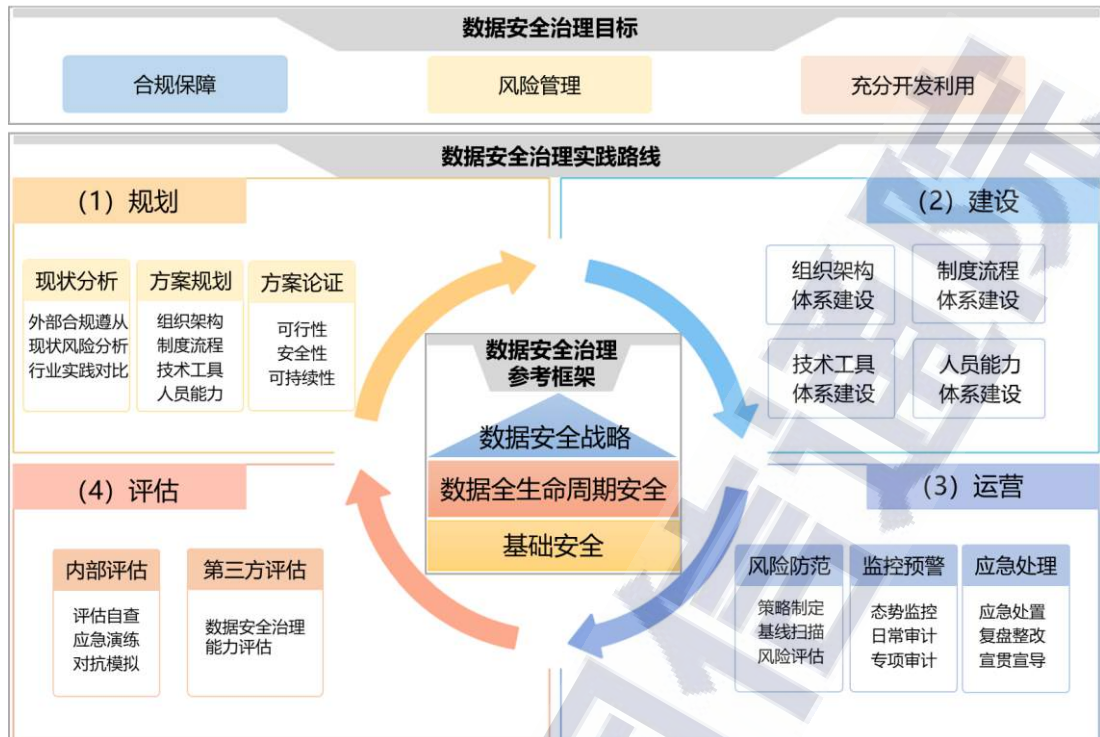 数据安全治理目标
合规保障
风险管理
充分开发利用
数据安全治理实践路线
(1) 规划
现状分析
外部合规遵从
现状风险分析
行业实践对比
方案规划
组织架构
制度流程
技术工具
人员能力
方案论证
可行性
安全性
可持续性
(2) 建设
组织架构
体系建设
制度流程
体系建设
技术工具
体系建设
人员能力
体系建设
数据安全治理
参考框架
数据安全战略
数据全生命周期安全
基础安全
(3) 运营
风险防范
策略制定
基线扫描
风险评估
监控预警
态势监控
日常审计
专项审计
应急处理
应急处置
复盘整改
宣贯宣导
(4) 评估
内部评估
评估自查
应急演练
对抗模拟
第三方评估
数据安全治理
能力评估